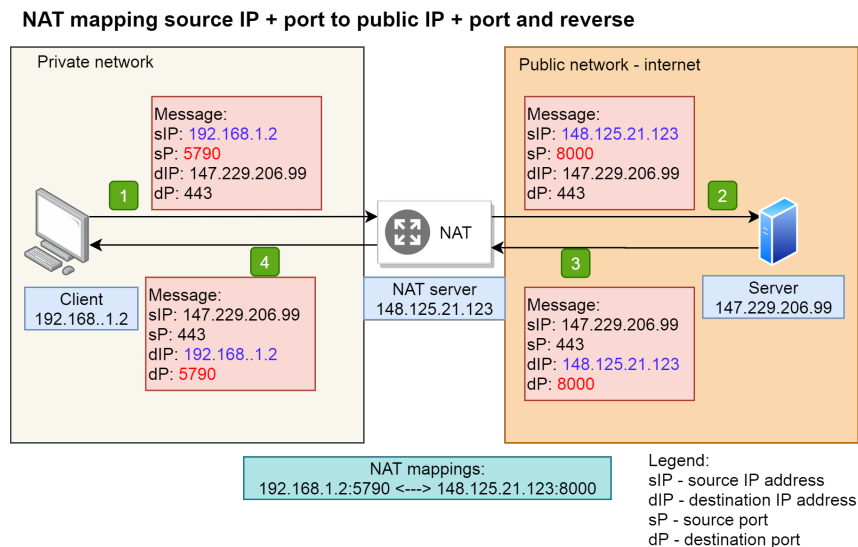 NAT mapping source IP + port to public IP + port and reverse
Private network
Public network - internet
Message:
sIP: 192.168.1.2
sP: 5790
dIP: 147.229.206.99
dP: 443
Message:
sIP: 148.125.21.123
sP: 8000
dIP: 147.229.206.99
dP: 443
1
2
NAT
4
3
Client
192.168..1.2
Message:
sIP: 147.229.206.99
sP: 443
dIP: 192.168..1.2
dP: 5790
NAT server
148.125.21.123
Message:
sIP: 147.229.206.99
sP: 443
dIP: 148.125.21.123
dP: 8000
Server
147.229.206.99
NAT mappings:
192.168.1.2:5790 <---> 148.125.21.123:8000
Legend:
sIP - source IP address
dIP - destination IP address
sP - source port
dP - destination port